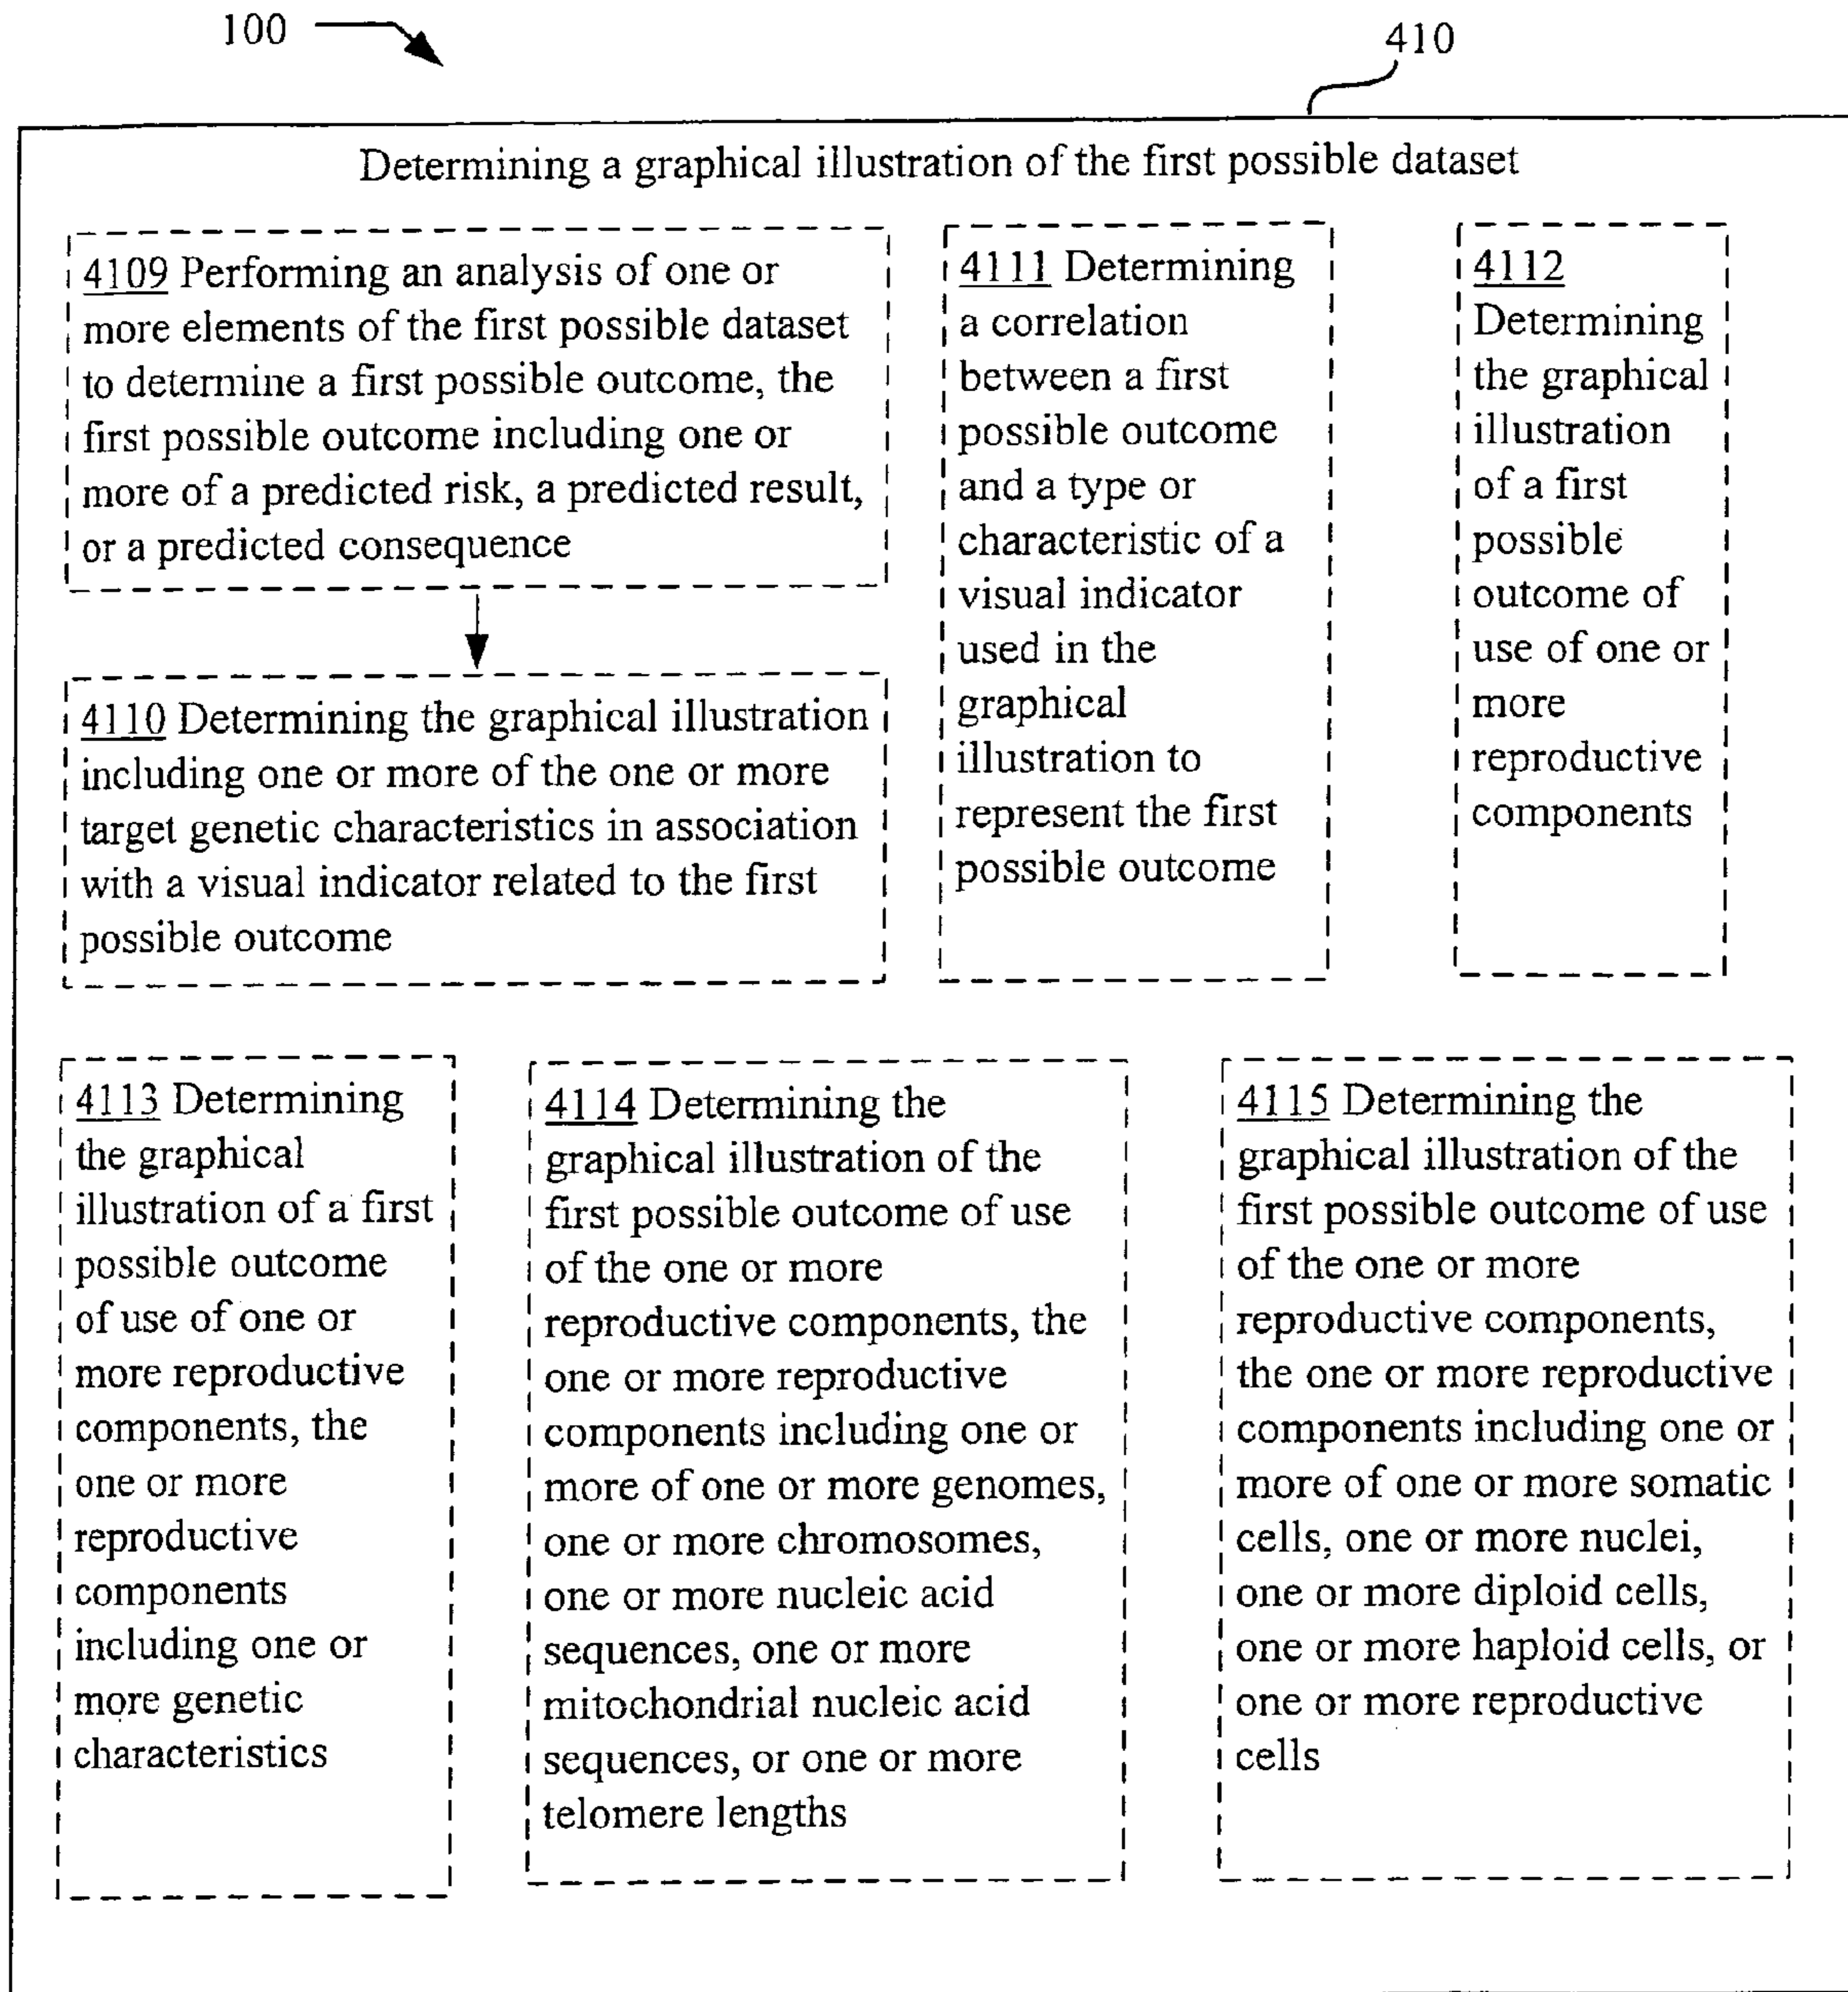 100
410
Determining a graphical illustration of the first possible dataset
4109 Performing an analysis of one or
more elements of the first possible dataset
to determine a first possible outcome, the
first possible outcome including one or
more of a predicted risk, a predicted result,
or a predicted consequence
4110 Determining the graphical illustration
including one or more of the one or more
target genetic characteristics in association
with a visual indicator related to the first
possible outcome
4111 Determining
a correlation
between a first
possible outcome
and a type or
characteristic of a
visual indicator
used in the
graphical
illustration to
represent the first
possible outcome
4112
Determining
the graphical
illustration
of a first
possible
outcome of
use of one or
more
reproductive
components
4113 Determining
the graphical
illustration of a first
possible outcome
of use of one or
more reproductive
components, the
one or more
reproductive
components
including one or
more genetic
characteristics
4114 Determining the
graphical illustration of the
first possible outcome of use
of the one or more
reproductive components, the
one or more reproductive
components including one or
more of one or more genomes,
one or more chromosomes,
one or more nucleic acid
sequences, one or more
mitochondrial nucleic acid
sequences, or one or more
telomere lengths
4115 Determining the
graphical illustration of the
first possible outcome of use
of the one or more
reproductive components,
the one or more reproductive
components including one or
more of one or more somatic
cells, one or more nuclei,
one or more diploid cells,
one or more haploid cells, or
one or more reproductive
cells